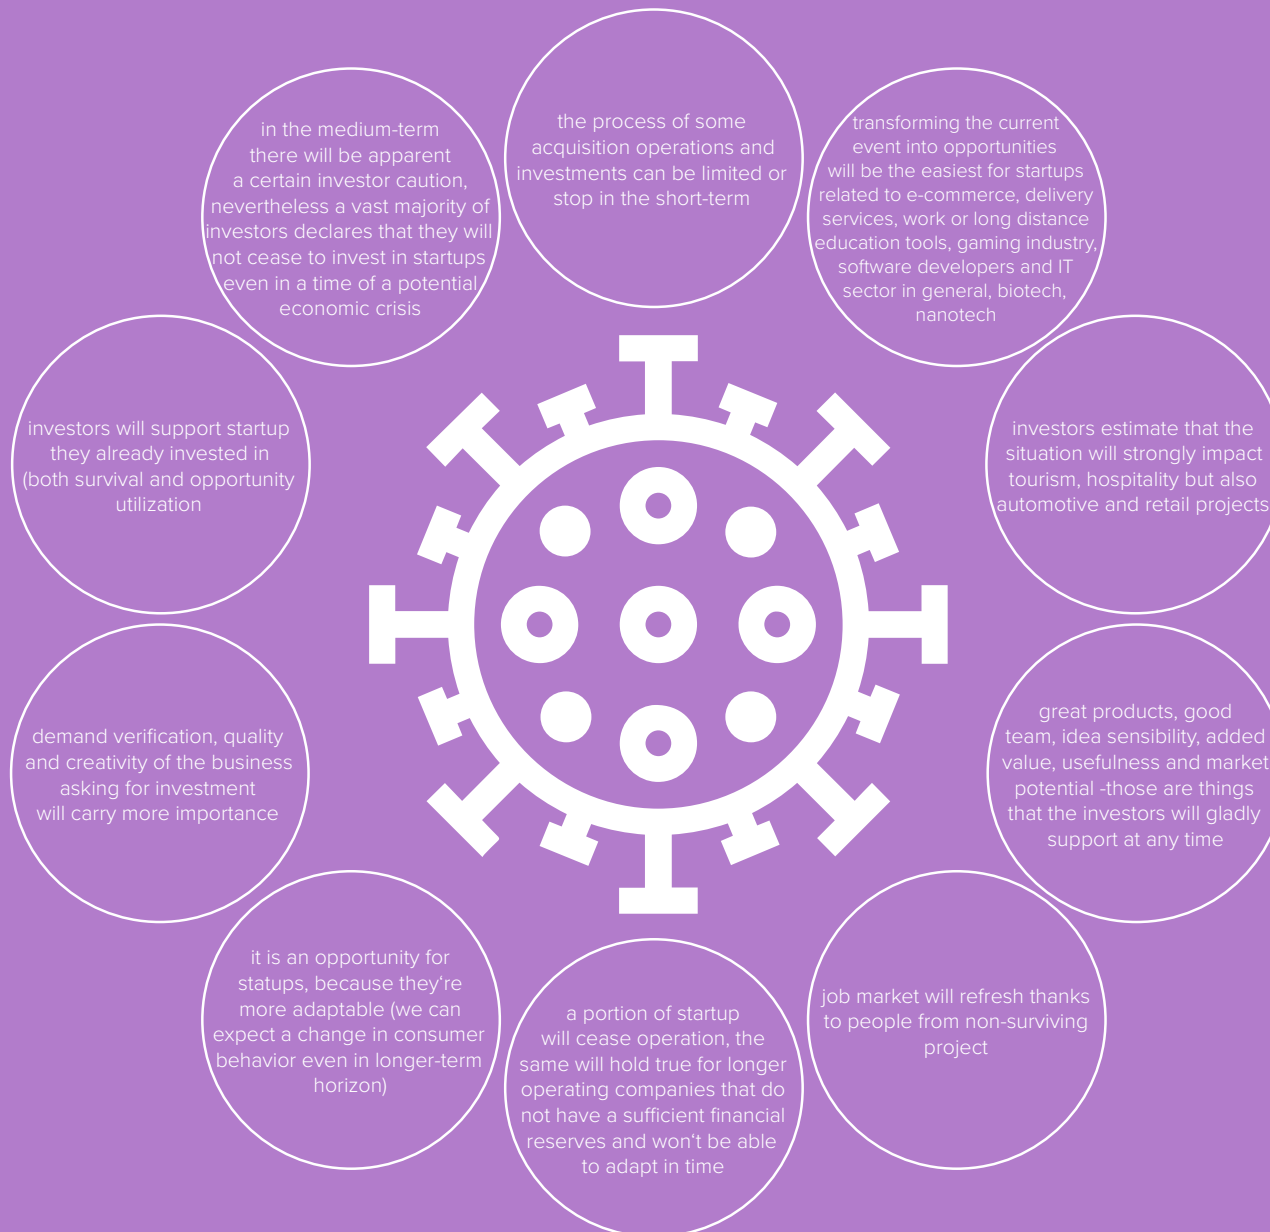 the process of some
acquisition operations and
investments can be limited or
stop in the short-term
transforming the current
event into opportunities
will be the easiest for startups
related to e-commerce, delivery
services, work or long distance
education tools, gaming industry,
software developers and IT
sector in general, biotech,
nanotech
investors estimate that the
situation will strongly impact
tourism, hospitality but also
automotive and retail projects
great products, good
team, idea sensibility, added
value, usefulness and market
potential -those are things
that the investors will gladly
support at any time
job market will refresh thanks
to people from non-surviving
project
a portion of startup
will cease operation, the
same will hold true for longer
operating companies that do
not have a sufficient financial
reserves and won‘t be able
to adapt in time
it is an opportunity for
statups, because they‘re
more adaptable (we can
expect a change in consumer
behavior even in longer-term
horizon)
demand verification, quality
and creativity of the business
asking for investment
will carry more importance
investors will support startup
they already invested in
(both survival and opportunity
utilization
in the medium-term
there will be apparent
a certain investor caution,
nevertheless a vast majority of
investors declares that they will
not cease to invest in startups
even in a time of a potential
economic crisis